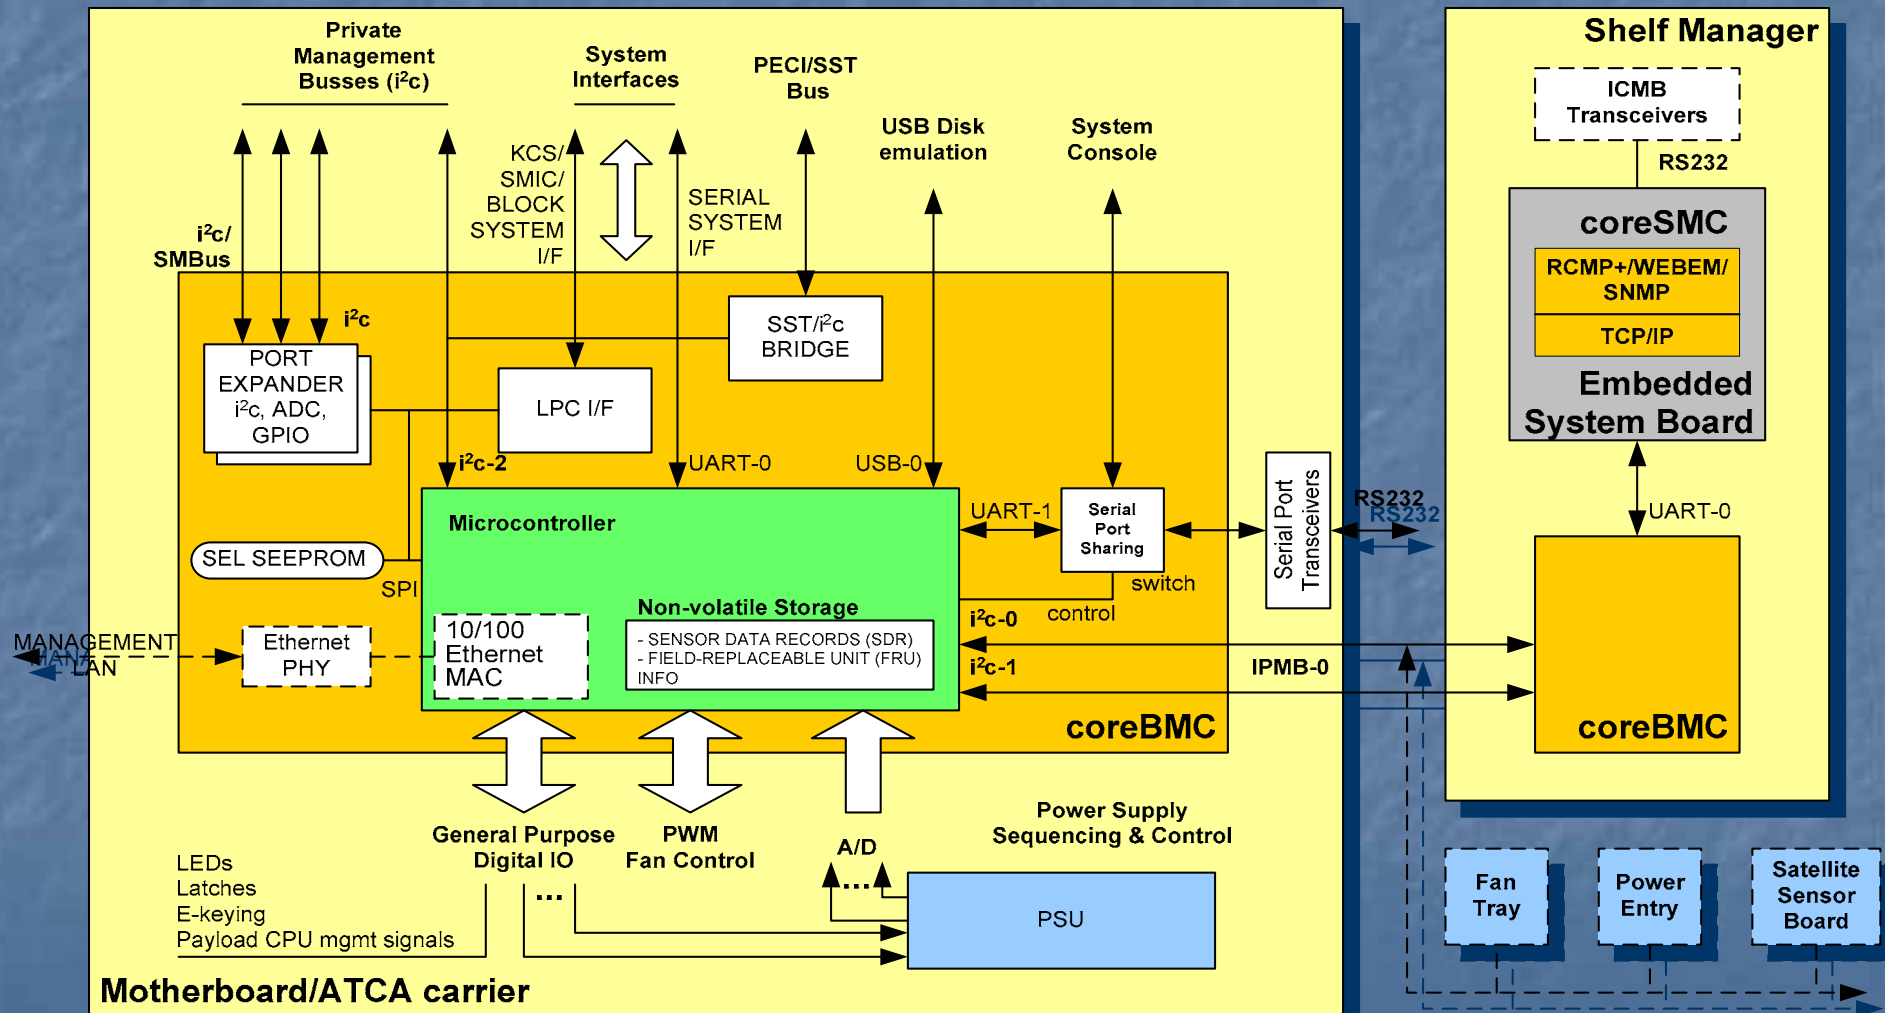 Private
Management
Busses (i²c)
System
Interfaces
PECI/SST
Bus
USB Disk
emulation
System
Console
KCS/
SMIC/
BLOCK
SYSTEM
I/F
SERIAL
SYSTEM
I/F
i²c/
SMBus
i²c
PORT
EXPANDER
i²c, ADC,
GPIO
LPC I/F
SST/i²c
BRIDGE
i²c-2
UART-0
USB-0
Microcontroller
UART-1
Serial
Port
Sharing
switch
control
Serial Port
Transceivers
RS232
RS232
SEL SEEPROM
SPI
Non-volatile Storage
- SENSOR DATA RECORDS (SDR)
- FIELD-REPLACEABLE UNIT (FRU)
INFO
10/100
Ethernet
MAC
Ethernet
PHY
MANAGEMENT
LAN
MANA
i²c-0
i²c-1
IPMB-0
coreBMC
General Purpose
Digital IO
PWM
Fan Control
A/D
Power Supply
Sequencing & Control
LEDs
Latches
E-keying
Payload CPU mgmt signals
...
...
PSU
Motherboard/ATCA carrier
Shelf Manager
ICMB
Transceivers
RS232
coreSMC
RCMP+/WEBEM/
SNMP
TCP/IP
Embedded
System Board
UART-0
coreBMC
Fan
Tray
Power
Entry
Satellite
Sensor
Board